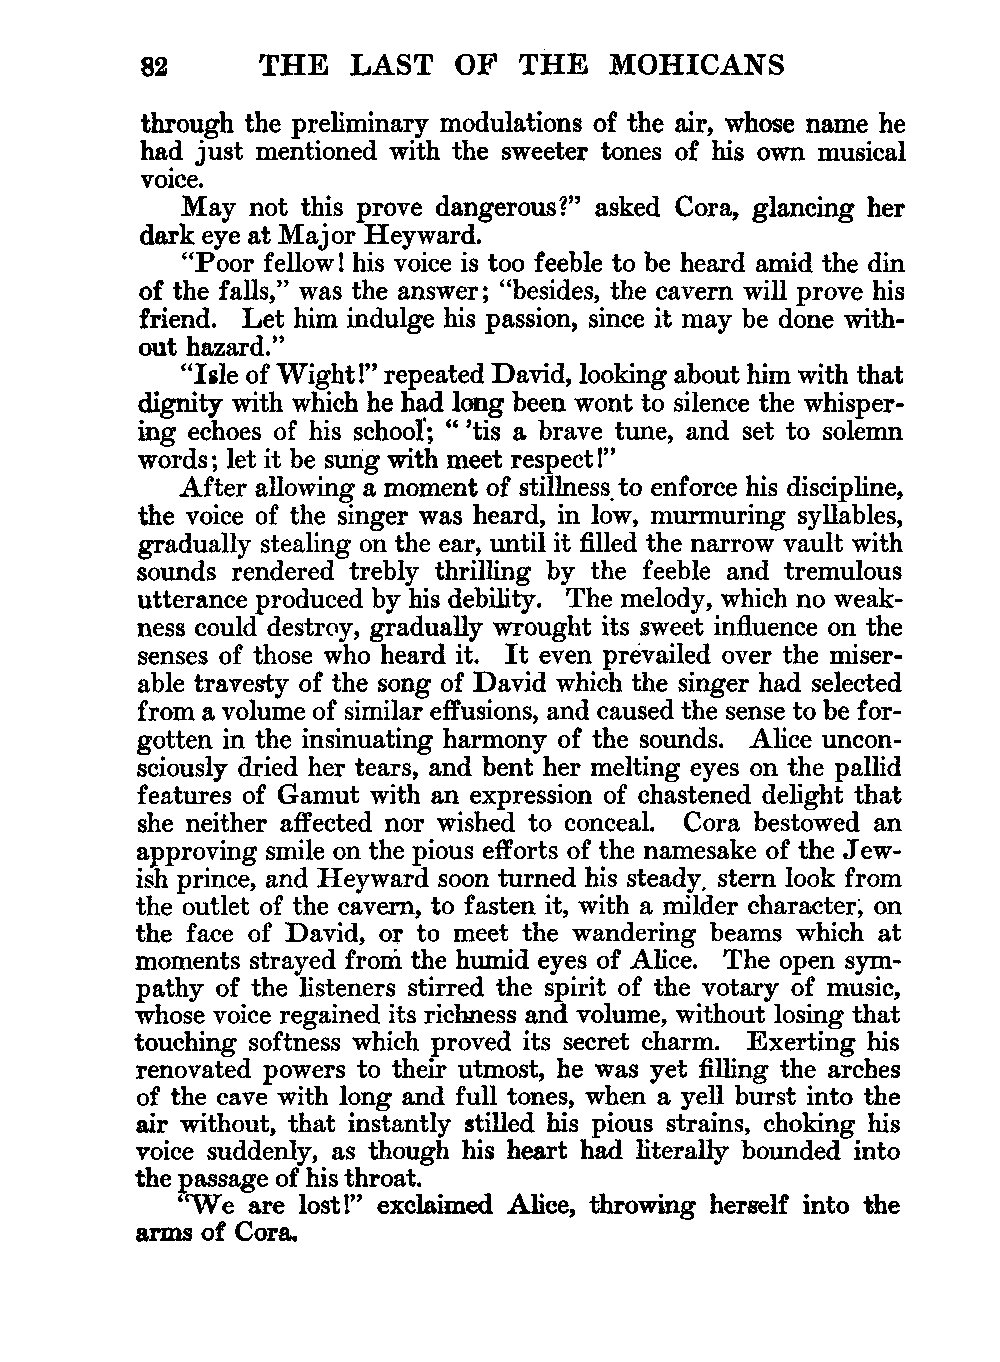 82 THE LAST OF THE MOHICANS
through the preliminary modulations of the air, whose name he
had just mentioned with the sweeter tones of his own musical
voice.
May not this prove dangerous?” asked Cora, glancing her
dark eye at Major Heyward.
“Poor fellow! his voice is too feeble to be heard amid the din
of the falls,” was the answer; “besides, the cavern will prove his
friend. Let him indulge his passion, since it may be done with-
out hazard.”
“Isle of Wight!” repeated David, looking about him with that
dignity with which he had long been wont to silence the whisper-
ing echoes of his school; “ ’tis a brave tune, and set to solemn
words; let it be sung with meet respect!”
After allowing a moment of stillness to enforce his discipline,
the voice of the singer was heard, in low, murmuring syllables,
gradually stealing on the ear, until it filled the narrow vault with
sounds rendered trebly thrilling by the feeble and tremulous
utterance produced by his debility. The melody, which no weak-
ness could destroy, gradually wrought its sweet influence on the
senses of those who heard it. It even prevailed over the miser-
able travesty of the song of David which the singer had selected
from a volume of similar effusions, and caused the sense to be for-
gotten in the insinuating harmony of the sounds. Alice uncon-
sciously dried her tears, and bent her melting eyes on the pallid
features of Gamut with an expression of chastened delight that
she neither affected nor wished to conceal. Cora bestowed an
approving smile on the pious efforts of the namesake of the Jew-
ish prince, and Heyward soon turned his steady, stern look from
the outlet of the cavern, to fasten it, with a milder character, on
the face of David, or to meet the wandering beams which at
moments strayed from the humid eyes of Alice. The open sym-
pathy of the listeners stirred the spirit of the votary of music,
whose voice regained its richness and volume, without losing that
touching softness which proved its secret charm. Exerting his
renovated powers to their utmost, he was yet filling the arches
of the cave with long and full tones, when a yell burst into the
air without, that instantly stilled his pious strains, choking his
voice suddenly, as though his heart had literally bounded into
the passage of his throat.
“We are lost!” exclaimed Alice, throwing herself into the
arms of Cora.